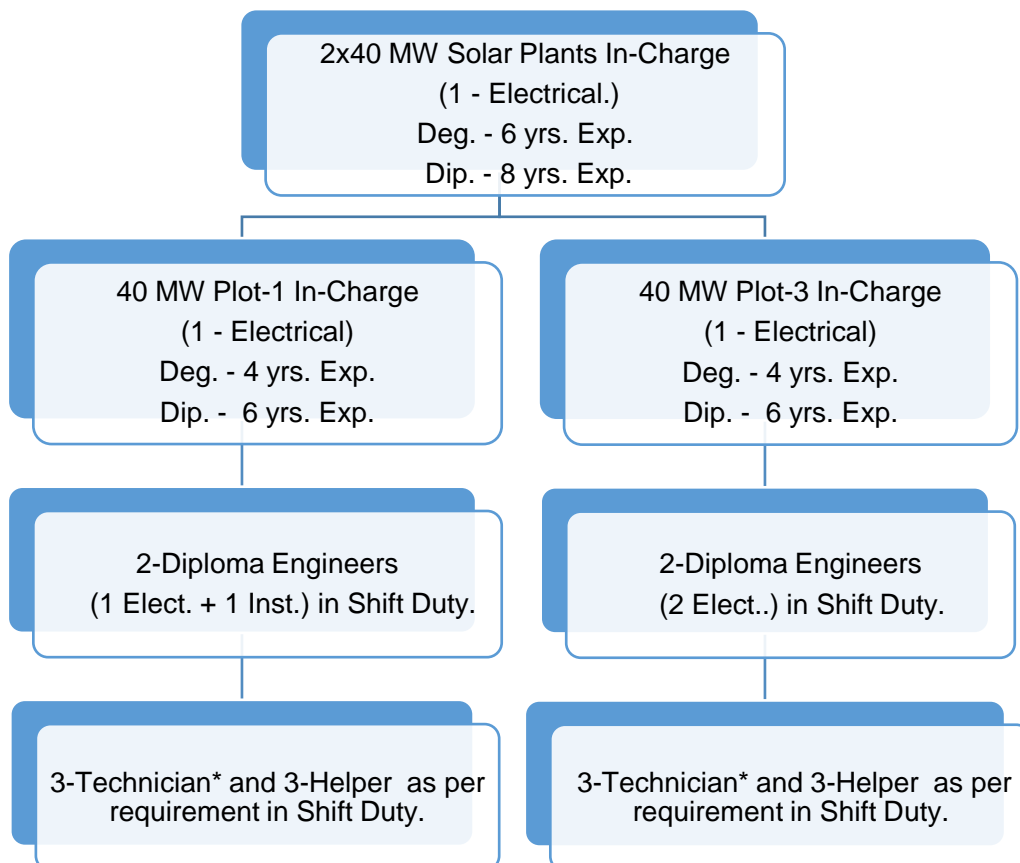 2x40 MW Solar Plants In-Charge
(1 - Electrical.)
Deg. - 6 yrs. Exp.
Dip. - 8 yrs. Exp.
40 MW Plot-1 In-Charge
(1 - Electrical)
Deg. - 4 yrs. Exp.
Dip. - 6 yrs. Exp.
40 MW Plot-3 In-Charge
(1 - Electrical)
Deg. - 4 yrs. Exp.
Dip. - 6 yrs. Exp.
2-Diploma Engineers
(1 Elect. + 1 Inst.) in Shift Duty.
2-Diploma Engineers
(2 Elect..) in Shift Duty.
3-Technician* and 3-Helper as per
requirement in Shift Duty.
3-Technician* and 3-Helper as per
requirement in Shift Duty.